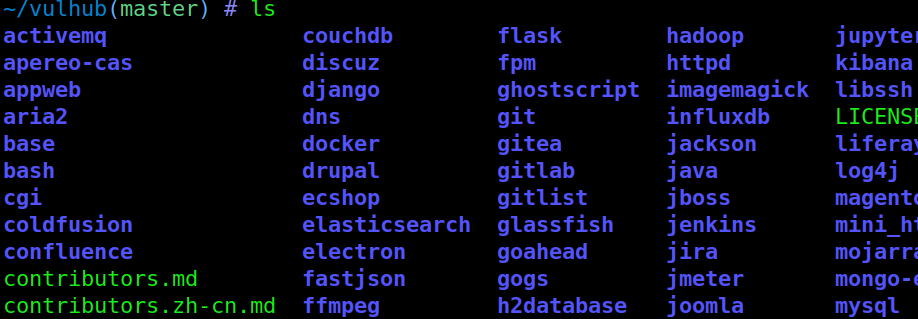 ~/vulhub(master) # ls
activemq couchdb flask hadoop jupyter
apereo-cas discuz fpm httpd kibana
appweb django ghostscript imagemagick libssh
aria2 dns git influxdb LICENSE
base docker gitea jackson liferay
bash drupal gitlab java log4j
cgi ecshop gitlist jboss magento
coldfusion elasticsearch glassfish jenkins mini_ht
confluence electron goahead jira mojarra
contributors.md fastjson gogs jmeter mongo-e
contributors.zh-cn.md ffmpeg h2database joomla mysql